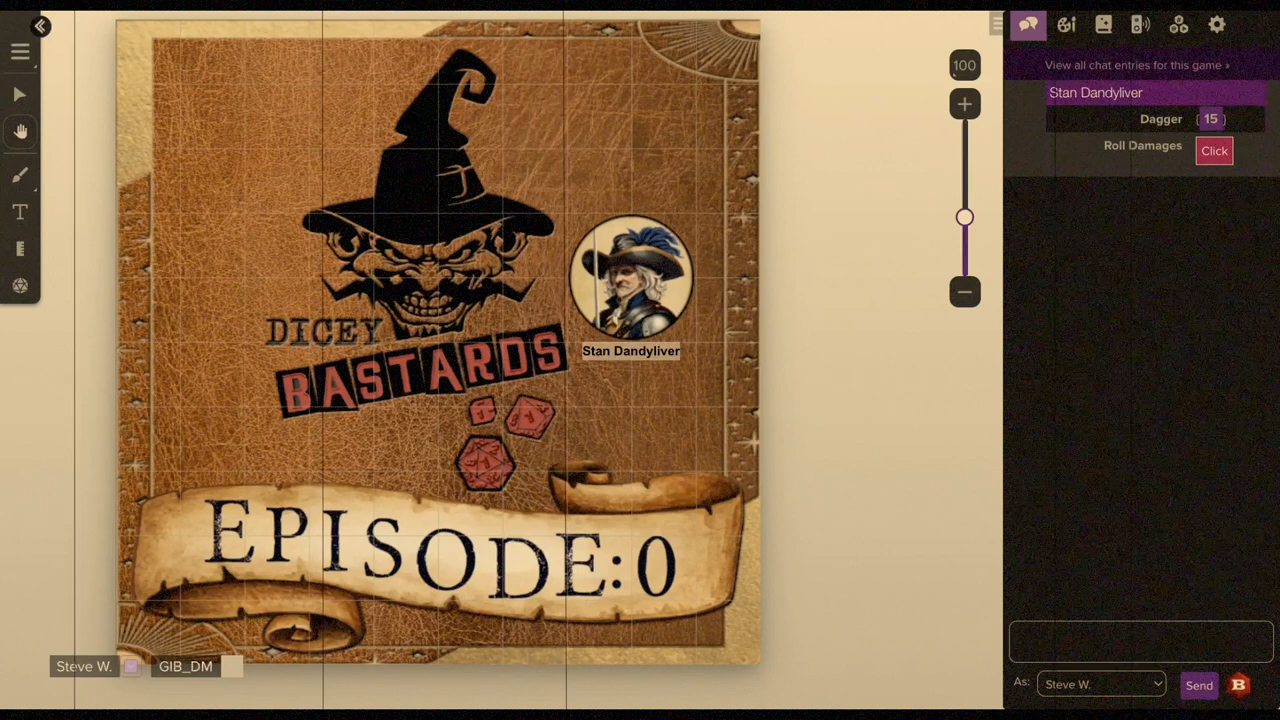 100
View all chat entries for this game »
Stan Dandyliver
Dagger 15
Roll Damages Click
DICEY
BASTARDS
Stan Dandyliver
EPISODE:0
Steve W. GIB_DM
As: Steve W. Send B